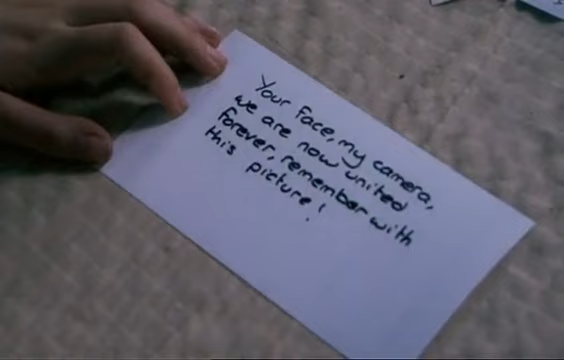 Your Face, my camera,
we are now united
forever, remember with
this picture!